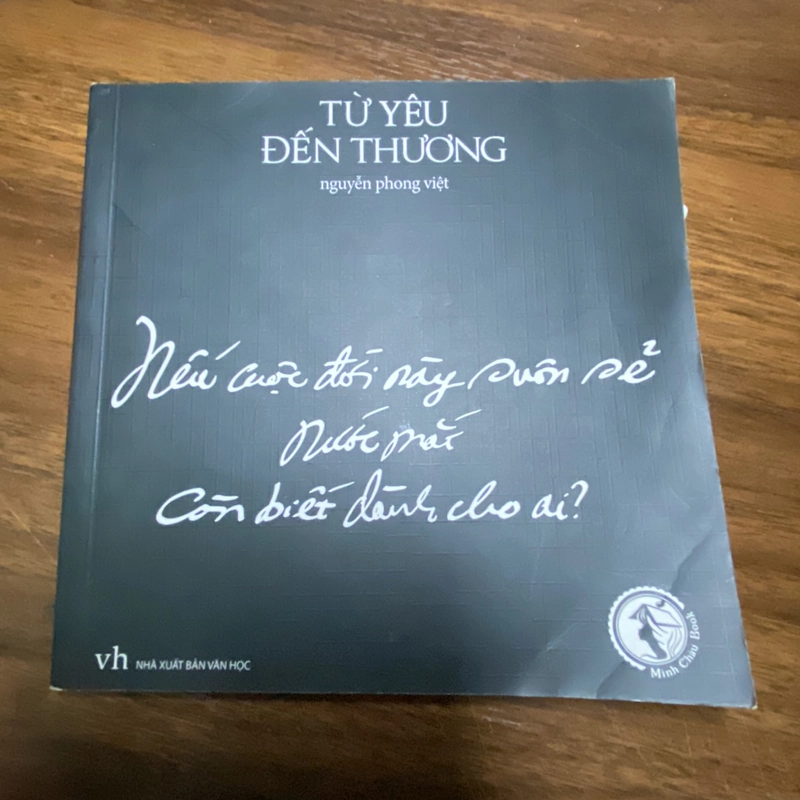 TỪ YÊU
ĐẾN THƯƠNG
nguyễn phong việt
Nếu cuộc đời này suôn sẻ
nước mắt
còn biết dành cho ai?
vh NHÀ XUẤT BẢN VĂN HỌC
Minh Chau Book